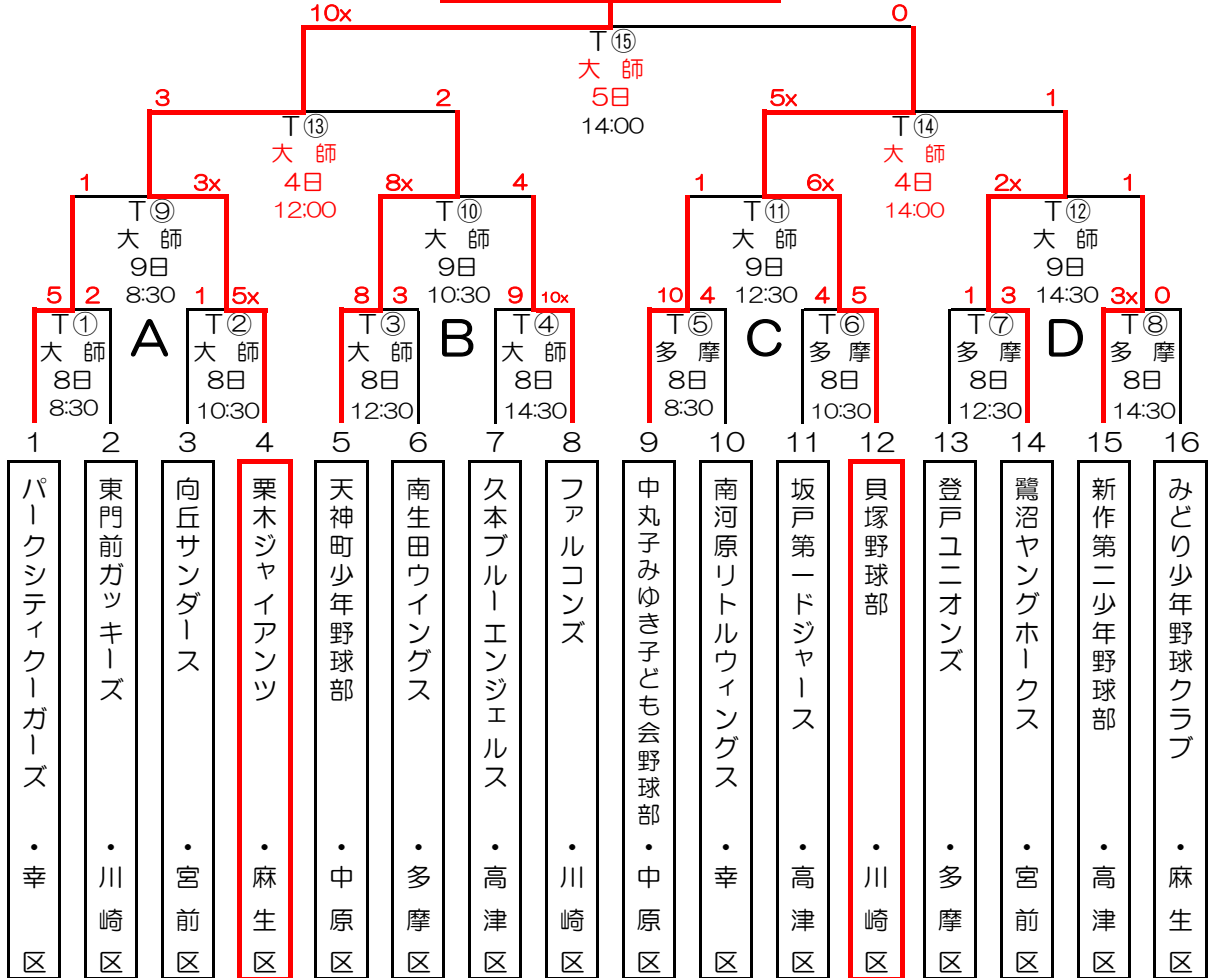 10x 0
T⑮
大 師
5日
14:00
3 2 5x 1
T⑬ T⑭
大 師 大 師
4日 4日
12:00 14:00
1 3x 8x 4 1 6x 2x 1
T⑨ T⑩ T⑪ T⑫
大 師 大 師 大 師 大 師
9日 9日 9日 9日
8:30 10:30 12:30 14:30
5 2 1 5x 8 3 9 10x 10 4 4 5 1 3 3x 0
T① A T② T③ B T④ T⑤ C T⑥ T⑦ D T⑧
大 師 大 師 大 師 大 師 多 摩 多 摩 多 摩 多 摩
8日 8日 8日 8日 8日 8日 8日 8日
8:30 10:30 12:30 14:30 8:30 10:30 12:30 14:30
1 2 3 4 5 6 7 8 9 10 11 12 13 14 15 16
パークシティクーガーズ ・幸 区
東門前ガッキーズ ・川崎区
向丘サンダース ・宮前区
栗木ジャイアンツ ・麻生区
天神町少年野球部 ・中原区
南生田ウイングス ・多摩区
久本ブルーエンジェルス ・高津区
ファルコンズ ・川崎区
中丸子みゆき子ども会野球部 ・中原区
南河原リトルウィングス ・幸 区
坂戸第一ドジャース ・高津区
貝塚野球部 ・川崎区
登戸ユニオンズ ・多摩区
鷺沼ヤングホークス ・宮前区
新作第二少年野球部 ・高津区
みどり少年野球クラブ ・麻生区